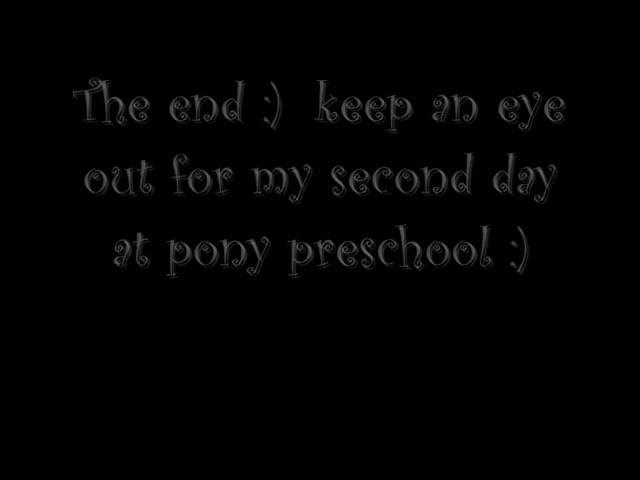 The end :) keep an eye
out for my second day
at pony preschool :)